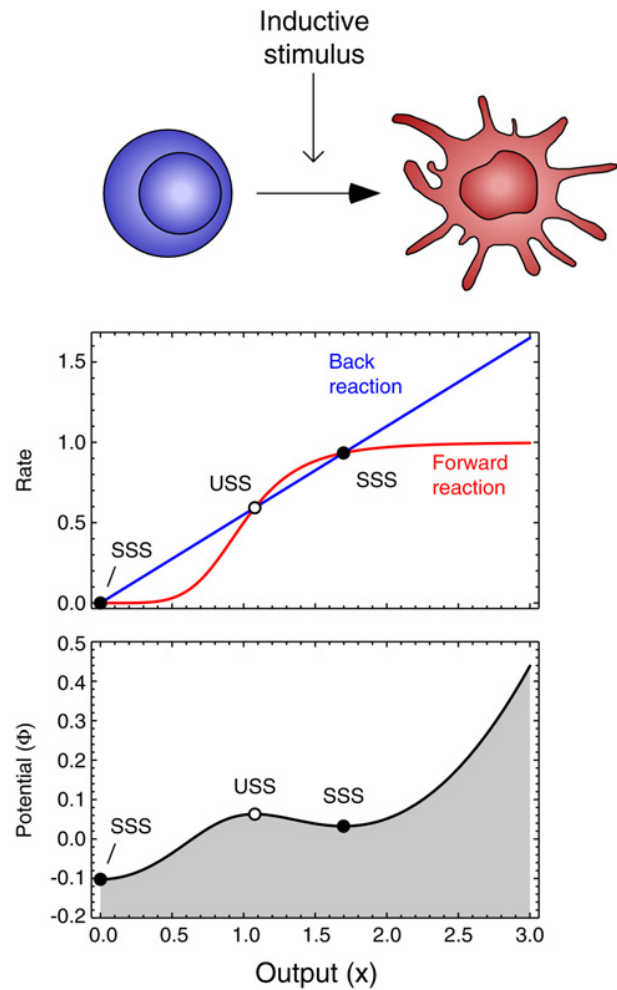 Inductive
stimulus
1.5
1.0
0.5
0.0
Rate
Back
reaction
USS
SSS
Forward
reaction
SSS
0.5
0.4
0.3
0.2
0.1
0.0
-0.1
-0.2
Potential (Φ)
USS
SSS
SSS
0.0 0.5 1.0 1.5 2.0 2.5 3.0
Output (x)